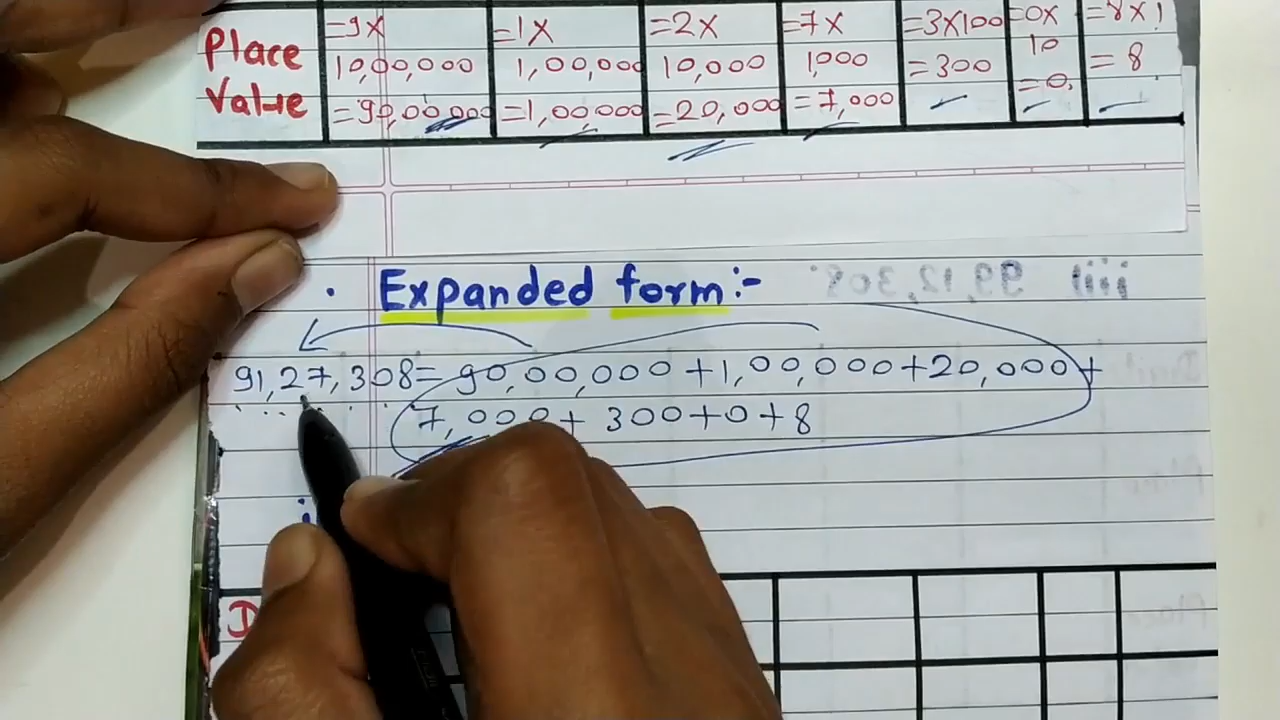 =9X =1X =2X =7X =3X100 =0X =8X1
Place 10,00,000 1,00,000 10,000 1,000 =300 10 =8
Value =90,00,000 =1,00,000 =20,000 =7,000 =0
Expanded form:-
91,27,308= 90,00,000+1,00,000+20,000+
7,000+300+0+8
D